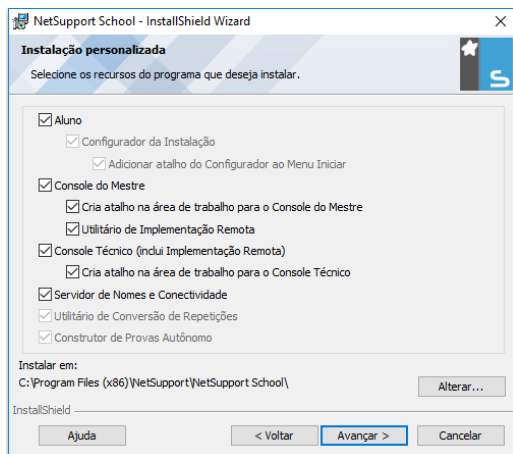 NetSupport School - InstallShield Wizard
Instalação personalizada
Selecione os recursos do programa que deseja instalar.
S
Aluno
Configurador da Instalação
Adicionar atalho do Configurador ao Menu Iniciar
Console do Mestre
Cria atalho na área de trabalho para o Console do Mestre
Utilitário de Implementação Remota
Console Técnico (inclui Implementação Remota)
Cria atalho na área de trabalho para o Console Técnico
Servidor de Nomes e Conectividade
Utilitário de Conversão de Repetições
Construtor de Provas Autônomo
Instalar em:
C:\Program Files (x86)\NetSupport\NetSupport School\
Alterar...
InstallShield
Ajuda
< Voltar
Avançar >
Cancelar